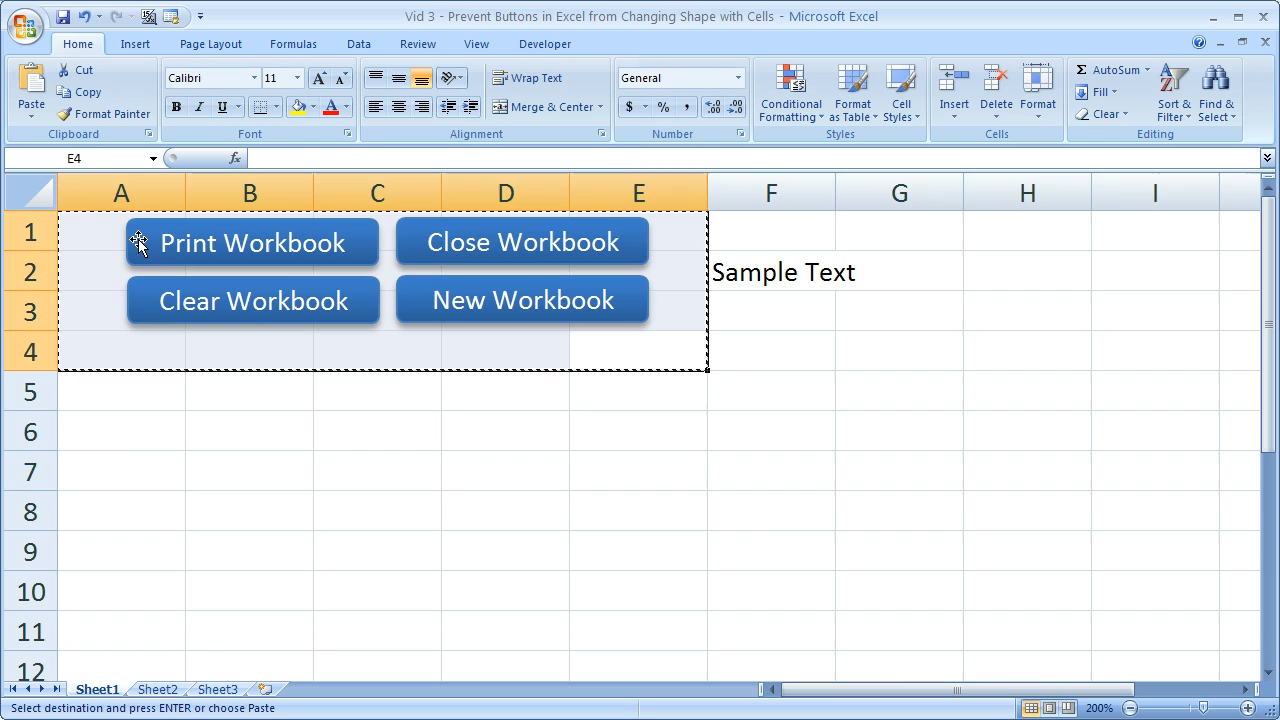 Vid 3 - Prevent Buttons in Excel from Changing Shape with Cells - Microsoft Excel
Home Insert Page Layout Formulas Data Review View Developer
Paste
Cut
Copy
Format Painter
Clipboard
Calibri 11
B I U
A
Font
Wrap Text
Merge & Center
Alignment
General
$ % ,
Number
Conditional Formatting
Format as Table
Cell Styles
Styles
Insert Delete Format
Cells
Σ AutoSum
Fill
Clear
Sort & Filter
Find & Select
Editing
E4 fx
A B C D E F G H I
1 Print Workbook Close Workbook
2 Sample Text
3 Clear Workbook New Workbook
4
5
6
7
8
9
10
11
12
Sheet1 Sheet2 Sheet3
Select destination and press ENTER or choose Paste 200%